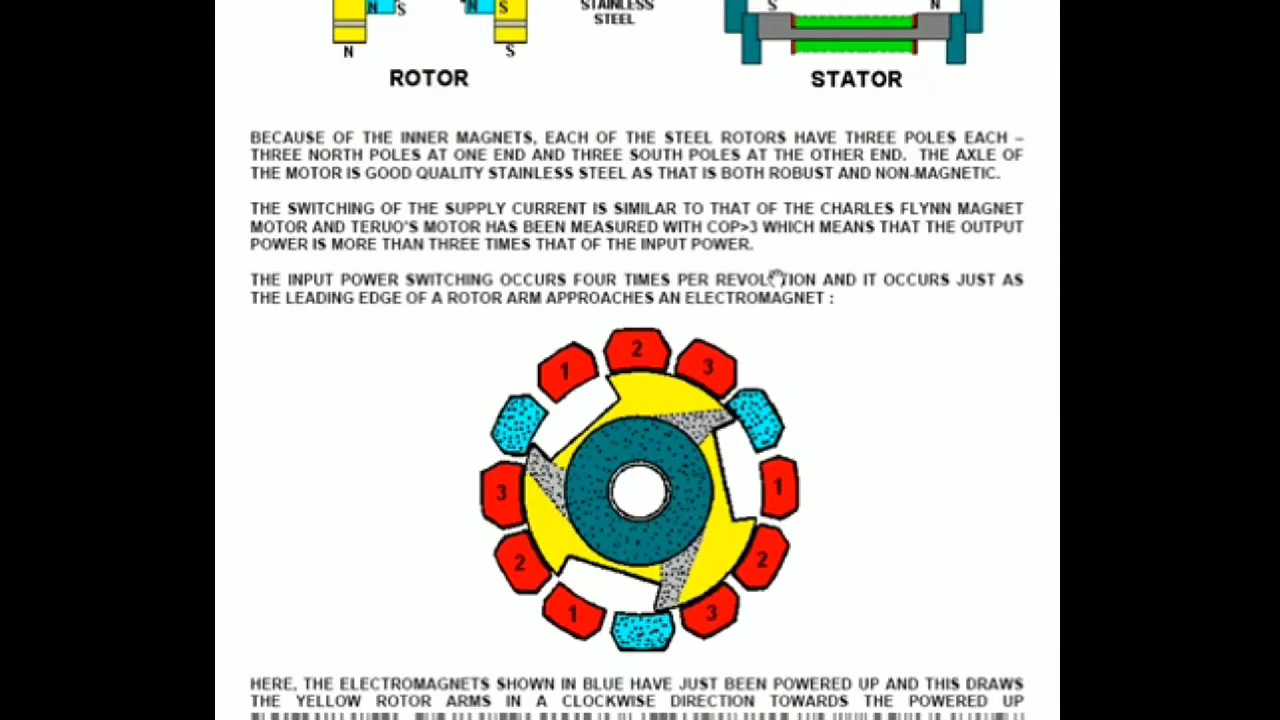 N S N S
STAINLESS
STEEL
S N
N S
ROTOR STATOR
BECAUSE OF THE INNER MAGNETS, EACH OF THE STEEL ROTORS HAVE THREE POLES EACH –
THREE NORTH POLES AT ONE END AND THREE SOUTH POLES AT THE OTHER END. THE AXLE OF
THE MOTOR IS GOOD QUALITY STAINLESS STEEL AS THAT IS BOTH ROBUST AND NON-MAGNETIC.
THE SWITCHING OF THE SUPPLY CURRENT IS SIMILAR TO THAT OF THE CHARLES FLYNN MAGNET
MOTOR AND TERUO'S MOTOR HAS BEEN MEASURED WITH COP>3 WHICH MEANS THAT THE OUTPUT
POWER IS MORE THAN THREE TIMES THAT OF THE INPUT POWER.
THE INPUT POWER SWITCHING OCCURS FOUR TIMES PER REVOLUTION AND IT OCCURS JUST AS
THE LEADING EDGE OF A ROTOR ARM APPROACHES AN ELECTROMAGNET :
2
1 3
3 1
2 2
1 3
HERE, THE ELECTROMAGNETS SHOWN IN BLUE HAVE JUST BEEN POWERED UP AND THIS DRAWS
THE YELLOW ROTOR ARMS IN A CLOCKWISE DIRECTION TOWARDS THE POWERED UP